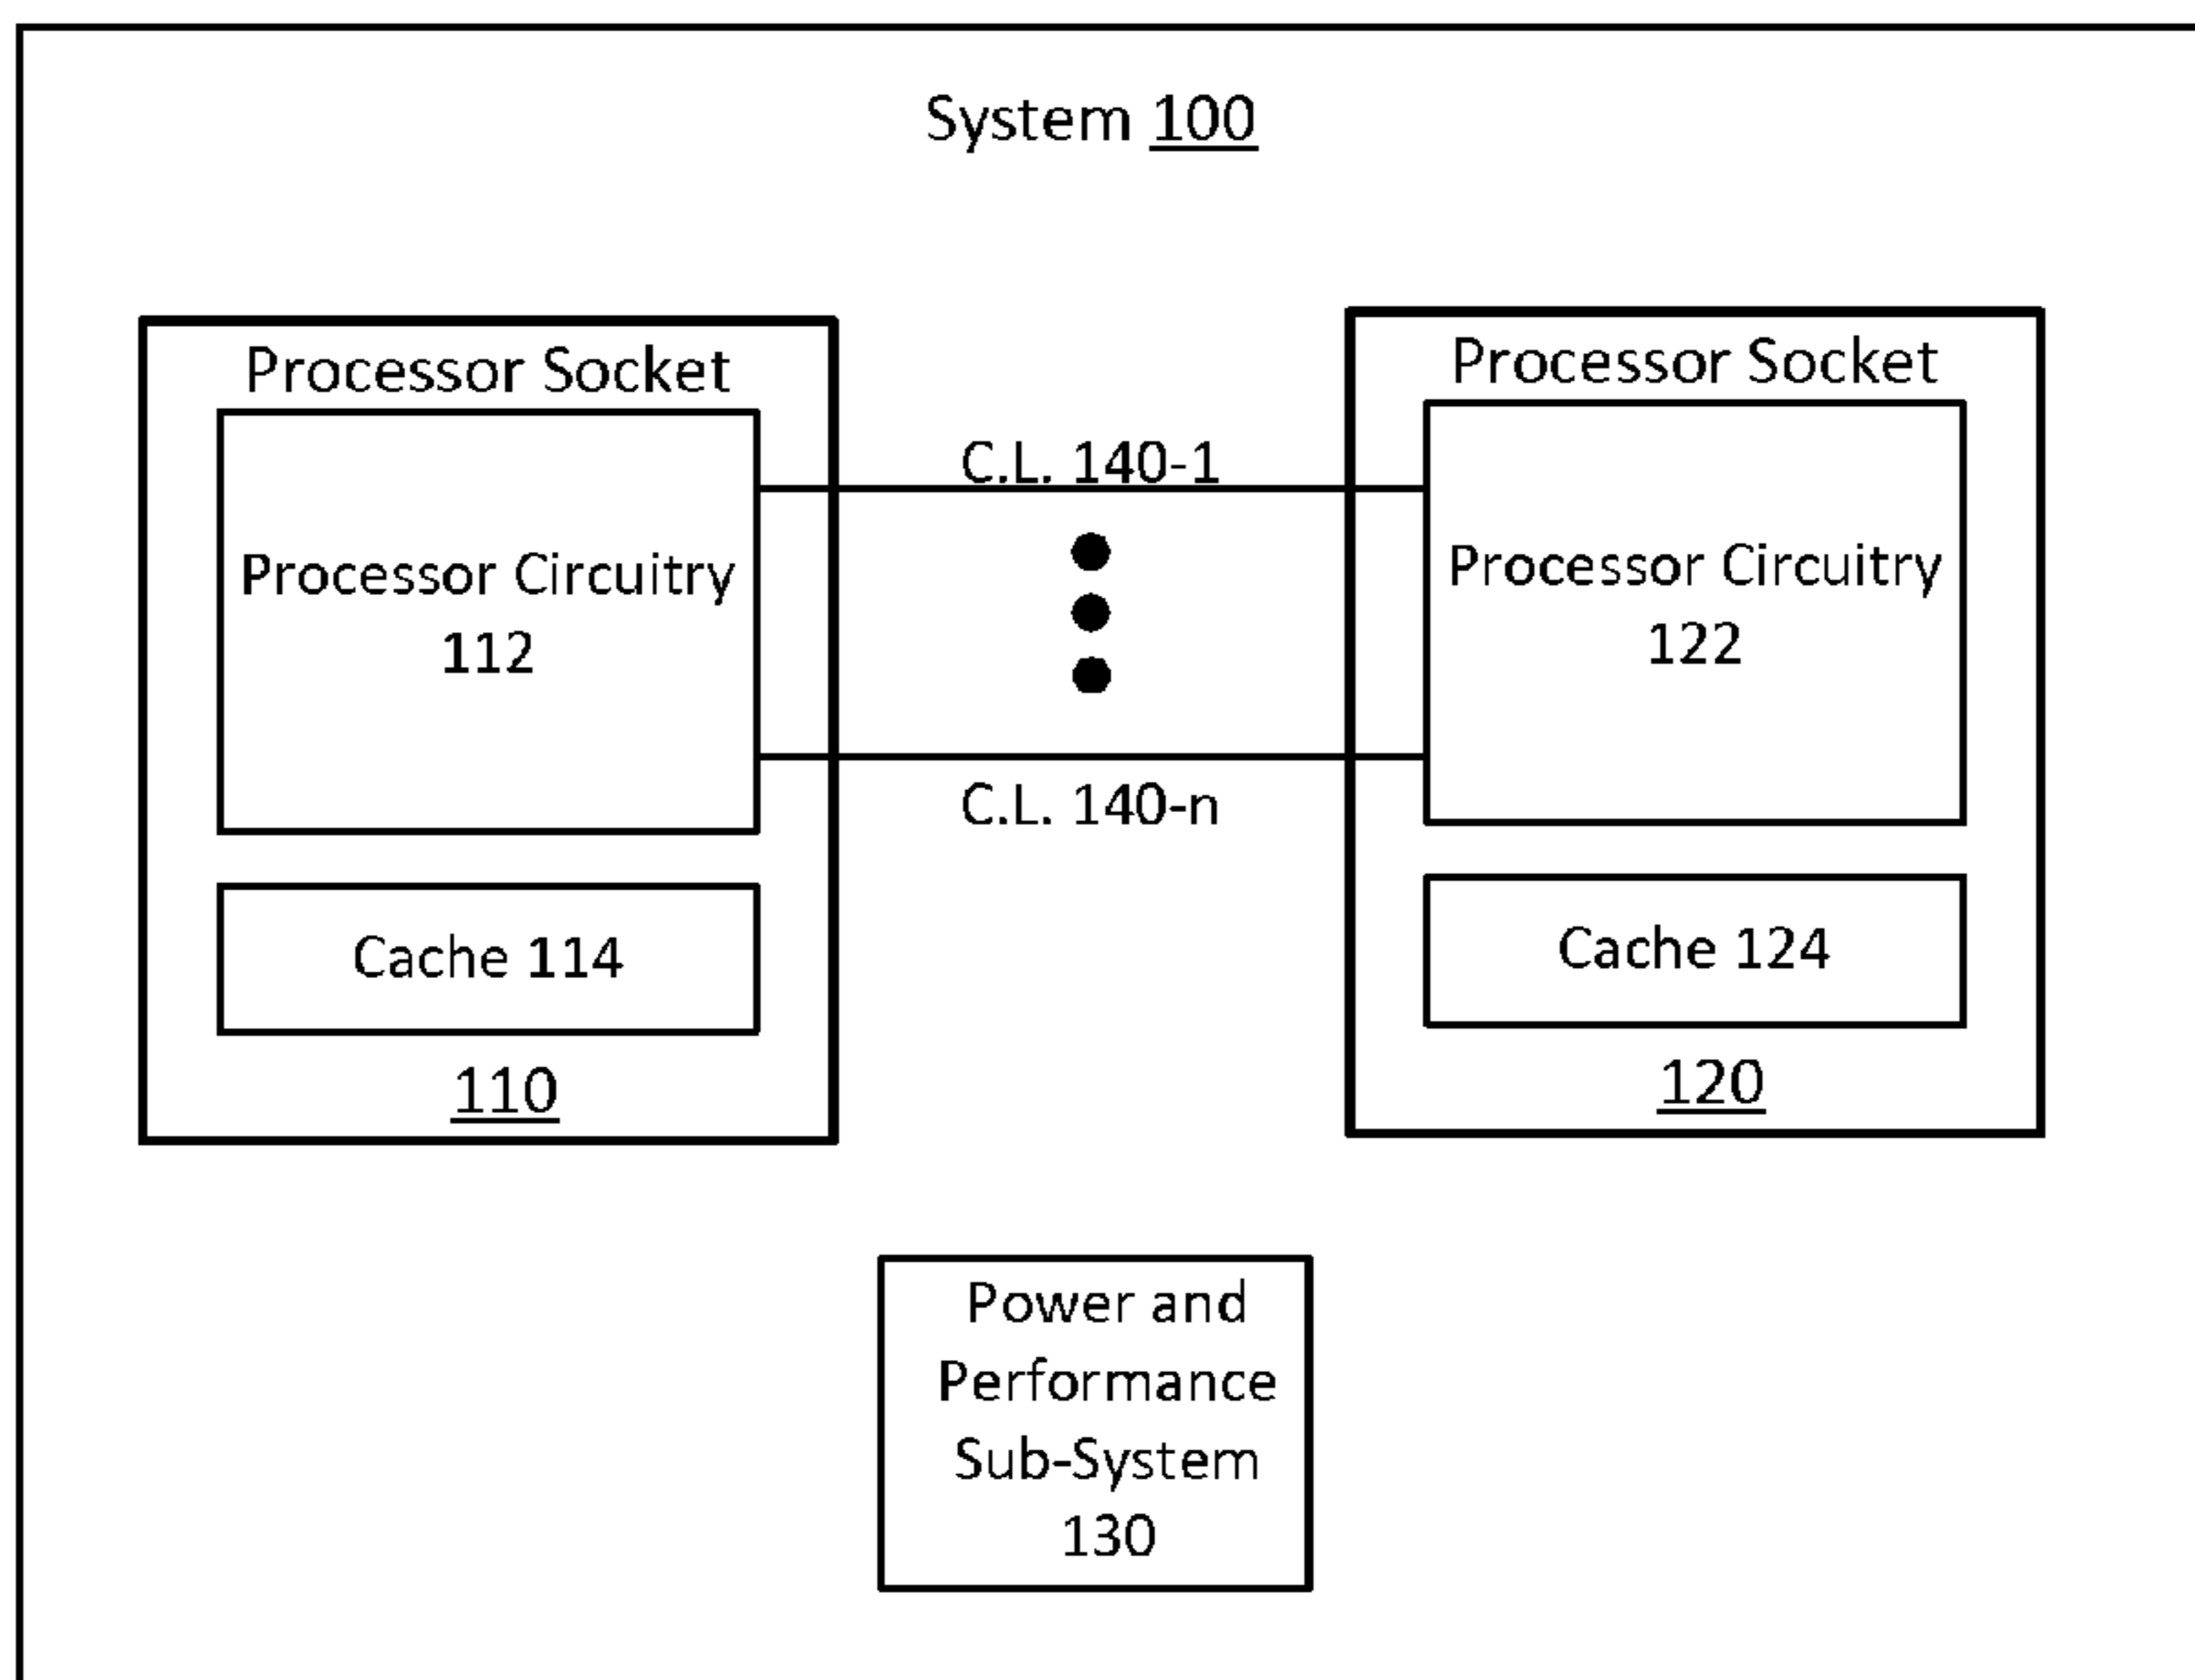 System 100
Processor Socket
Processor Circuitry
112
Cache 114
110
C.L. 140-1
C.L. 140-n
Processor Socket
Processor Circuitry
122
Cache 124
120
Power and
Performance
Sub-System
130